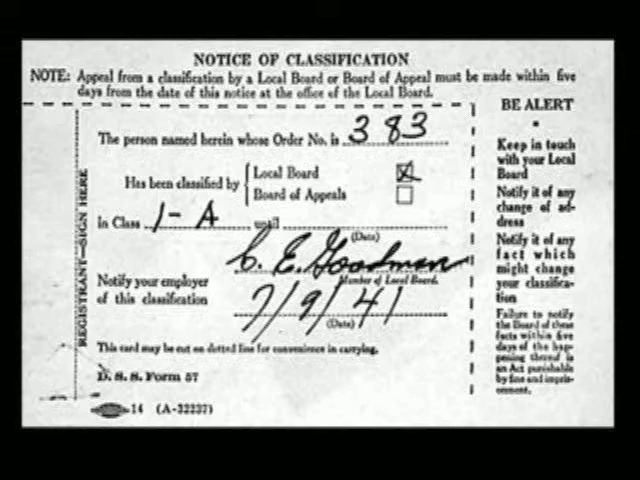 NOTICE OF CLASSIFICATION
NOTE: Appeal from a classification by a Local Board or Board of Appeal must be made within five
days from the date of this notice at the office of the Local Board.
The person named herein whose Order No. is 383
Has been classified by
Local Board
Board of Appeals
in Class 1-A until
(Date)
C. E. Goodman
Member of Local Board.
Notify your employer
of this classification
7/9/41
(Date)
This card may be cut on dotted line for convenience in carrying.
D. S. S. Form 57
14 (A-32237)
REGISTRANT—SIGN HERE
BE ALERT
Keep in touch
with your Local
Board
Notify it of any
change of ad-
dress
Notify it of any
fact which
might change
your classifica-
tion
Failure to notify
the Board of these
facts within five
days of the hap-
pening thereof is
an Act punishable
by fine and impris-
onment.